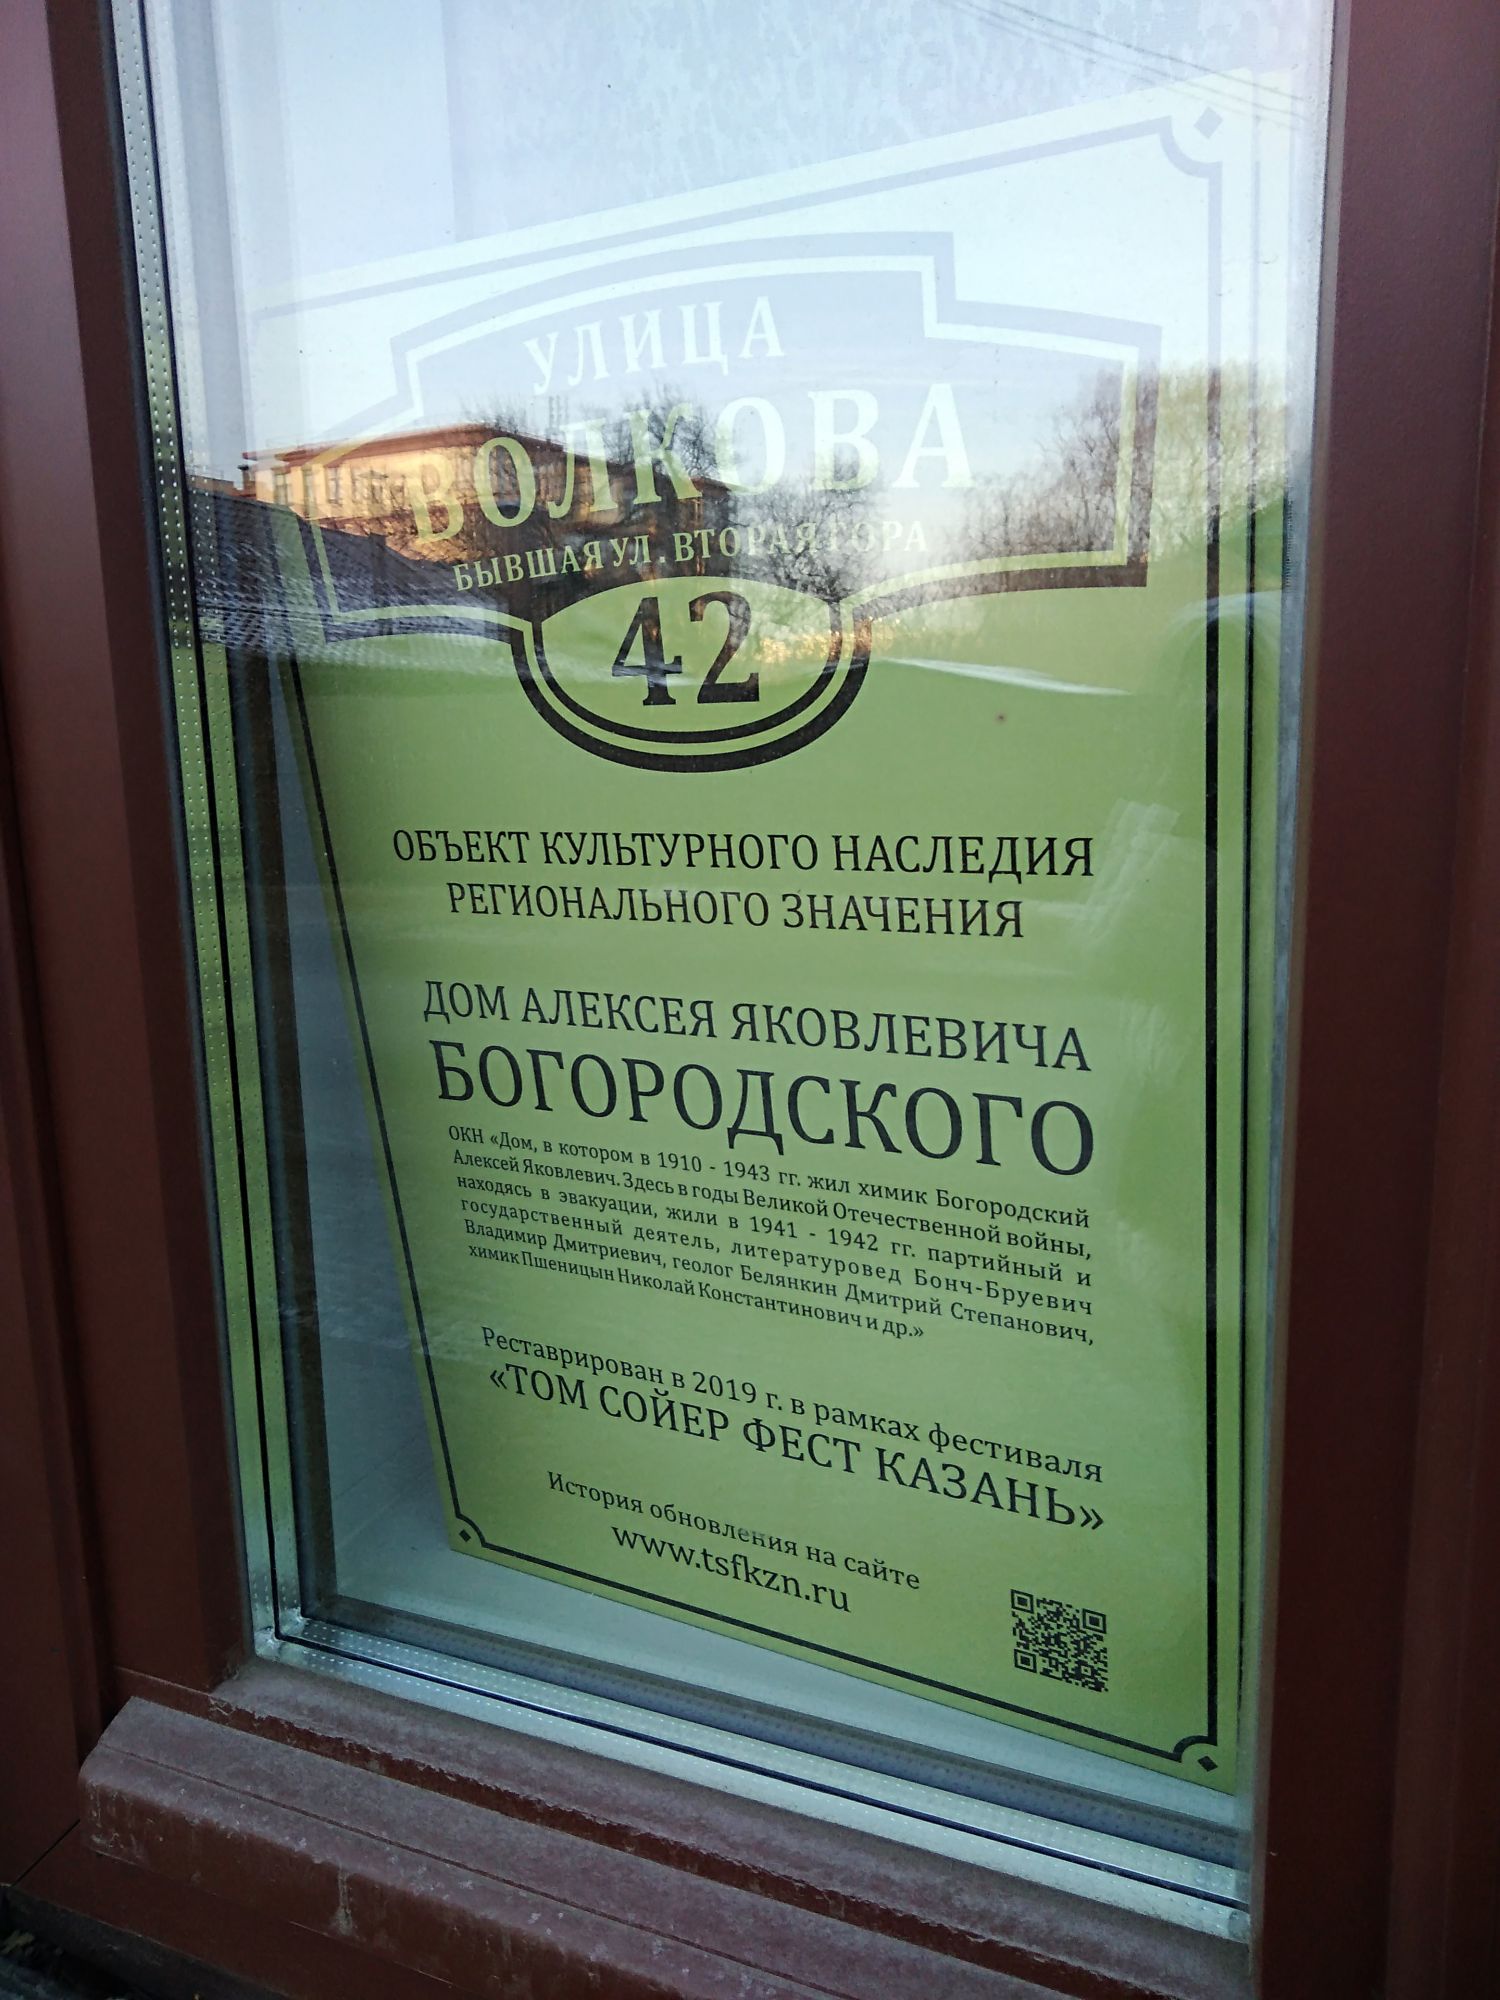 УЛИЦА
ВОЛКОВА
БЫВШАЯ УЛ. ВТОРАЯ ГОРА
42
ОБЪЕКТ КУЛЬТУРНОГО НАСЛЕДИЯ
РЕГИОНАЛЬНОГО ЗНАЧЕНИЯ
ДОМ АЛЕКСЕЯ ЯКОВЛЕВИЧА
БОГОРОДСКОГО
ОКН «Дом, в котором в 1910 - 1943 гг. жил химик Богородский
Алексей Яковлевич. Здесь в годы Великой Отечественной войны,
находясь в эвакуации, жили в 1941 - 1942 гг. партийный и
государственный деятель, литературовед Бонч-Бруевич
Владимир Дмитриевич, геолог Белянкин Дмитрий Степанович,
химик Пшеницын Николай Константинович и др.»
Реставрирован в 2019 г. в рамках фестиваля
«ТОМ СОЙЕР ФЕСТ КАЗАНЬ»
История обновления на сайте
www.tsfkzn.ru